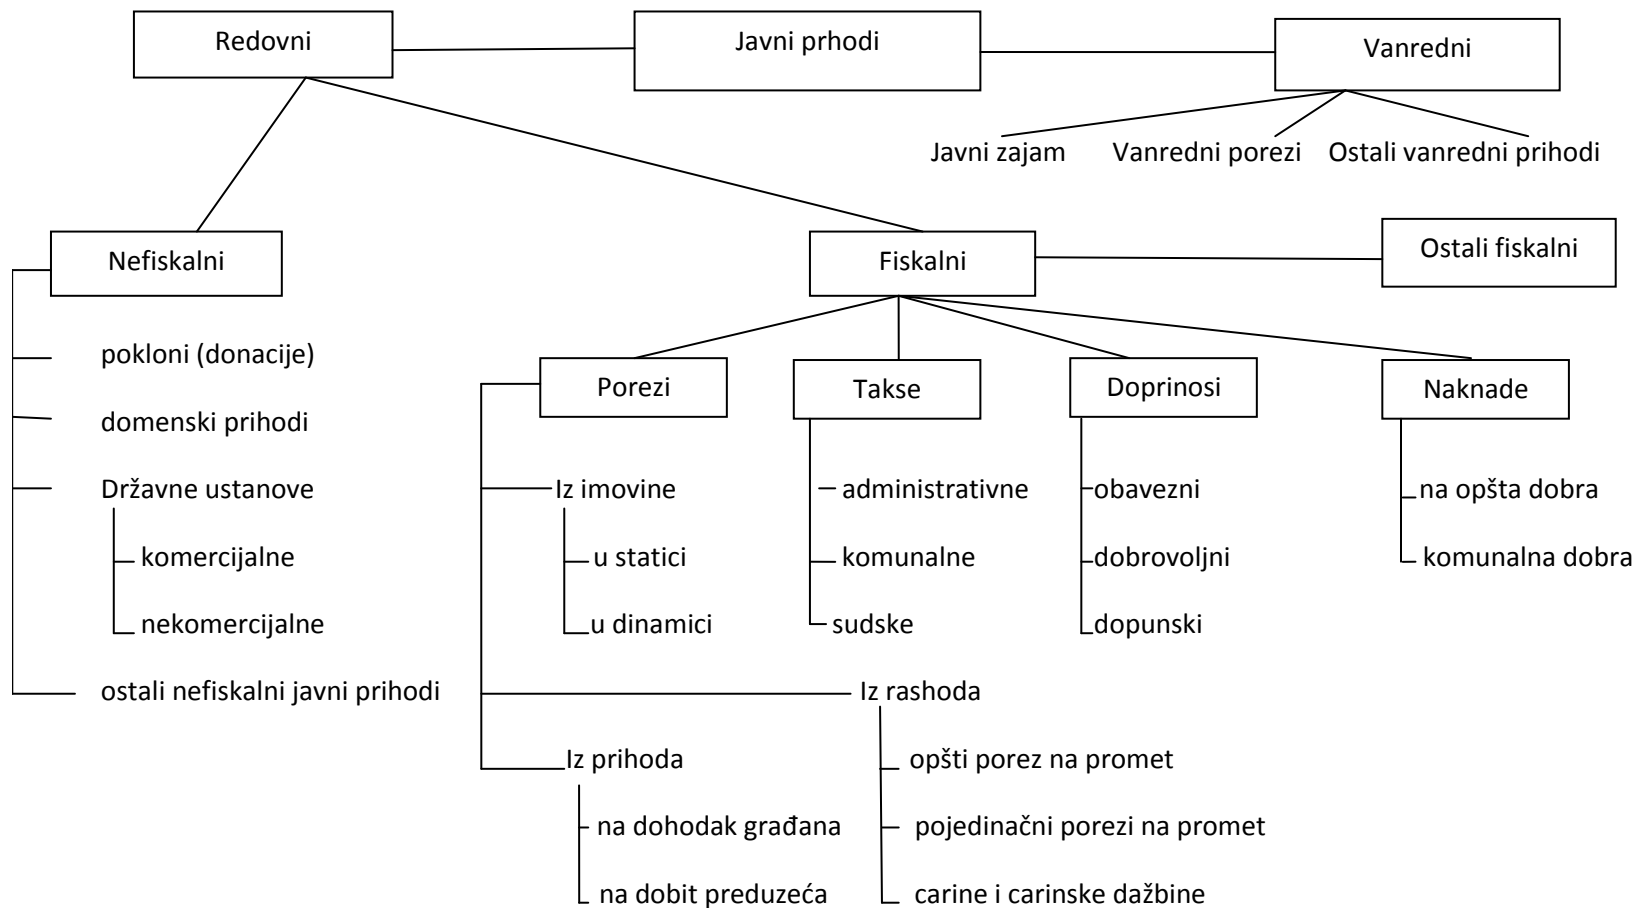 Redovni
Javni prhodi
Vanredni
Javni zajam
Vanredni porezi
Ostali vanredni prihodi
Nefiskalni
Fiskalni
Ostali fiskalni
pokloni (donacije)
domenski prihodi
Državne ustanove
komercijalne
nekomercijalne
ostali nefiskalni javni prihodi
Porezi
Takse
Doprinosi
Naknade
Iz imovine
u statici
u dinamici
administrativne
komunalne
sudske
obavezni
dobrovoljni
dopunski
na opšta dobra
komunalna dobra
Iz rashoda
opšti porez na promet
pojedinačni porezi na promet
carine i carinske dažbine
Iz prihoda
na dohodak građana
na dobit preduzeća